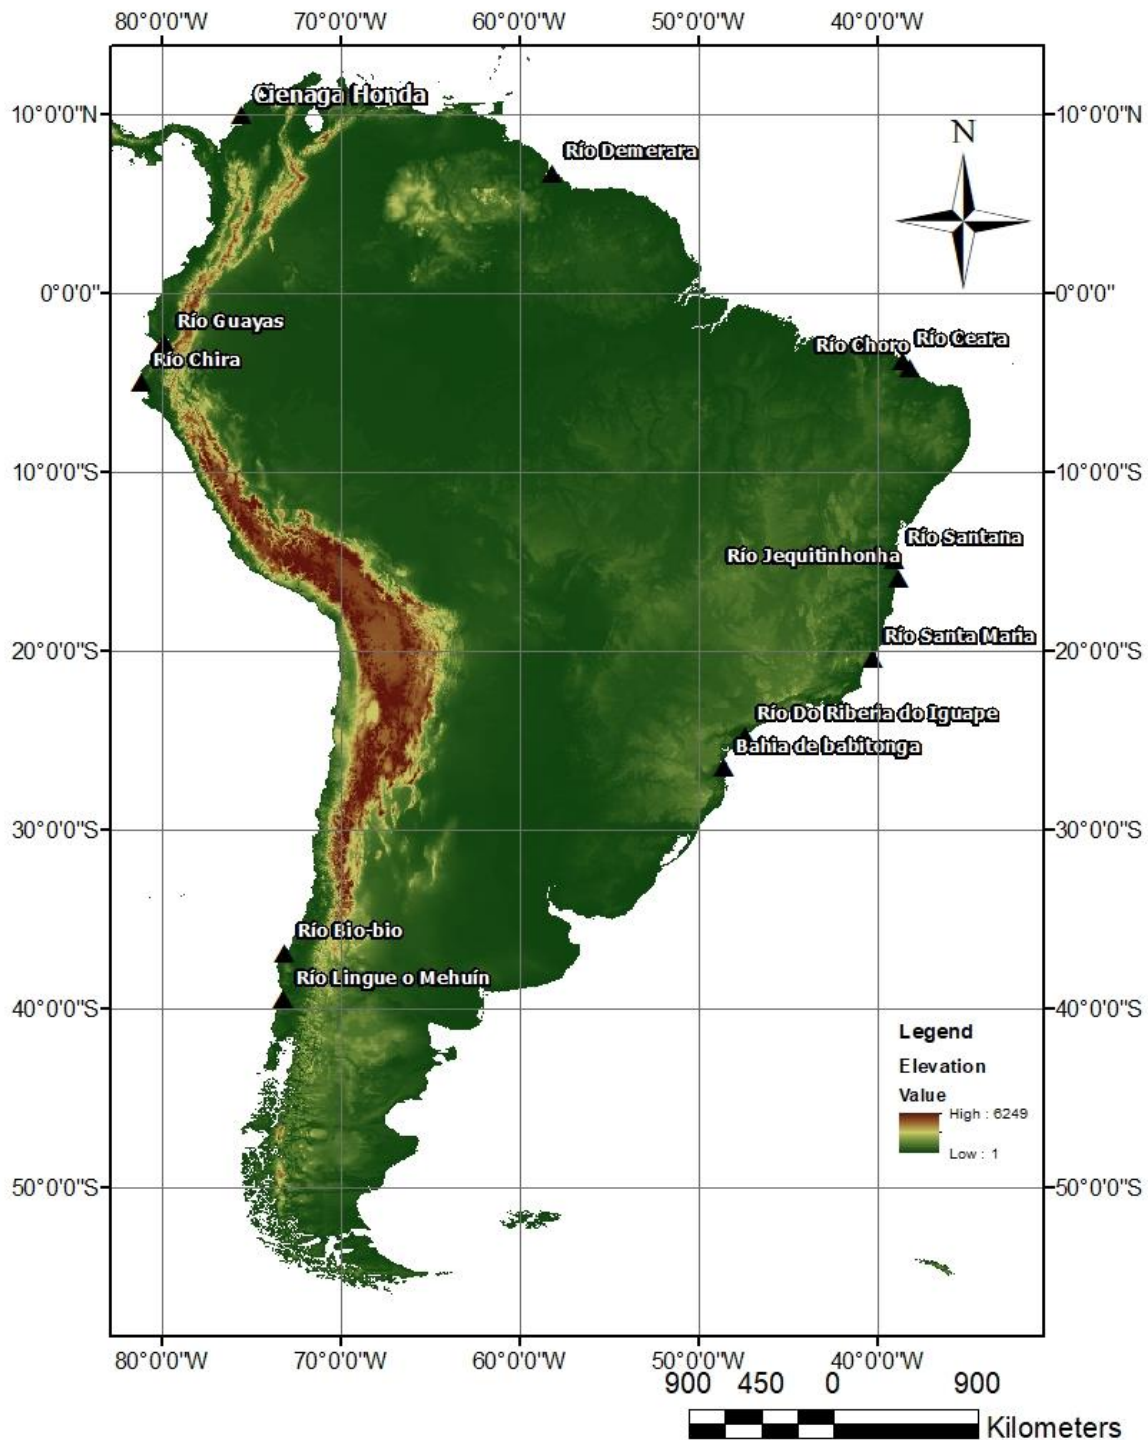 80°0'0"W 70°0'0"W 60°0'0"W 50°0'0"W 40°0'0"W
Cienaga Honda
10°0'0"N 10°0'0"N
N
Río Demerara
0°0'0" 0°0'0"
Río Guayas
Río Choro Río Ceara
Río Chira
10°0'0"S 10°0'0"S
Río Santana
Río Jequitinhonha
Río Santa Maria
20°0'0"S 20°0'0"S
Río Do Riberia do Iguape
Bahia de babitonga
30°0'0"S 30°0'0"S
Río Bio-bio
Río Lingue o Mehuín
40°0'0"S 40°0'0"S
Legend
Elevation
Value
High : 6249
Low : 1
50°0'0"S 50°0'0"S
80°0'0"W 70°0'0"W 60°0'0"W 50°0'0"W 40°0'0"W
900 450 0 900
Kilometers